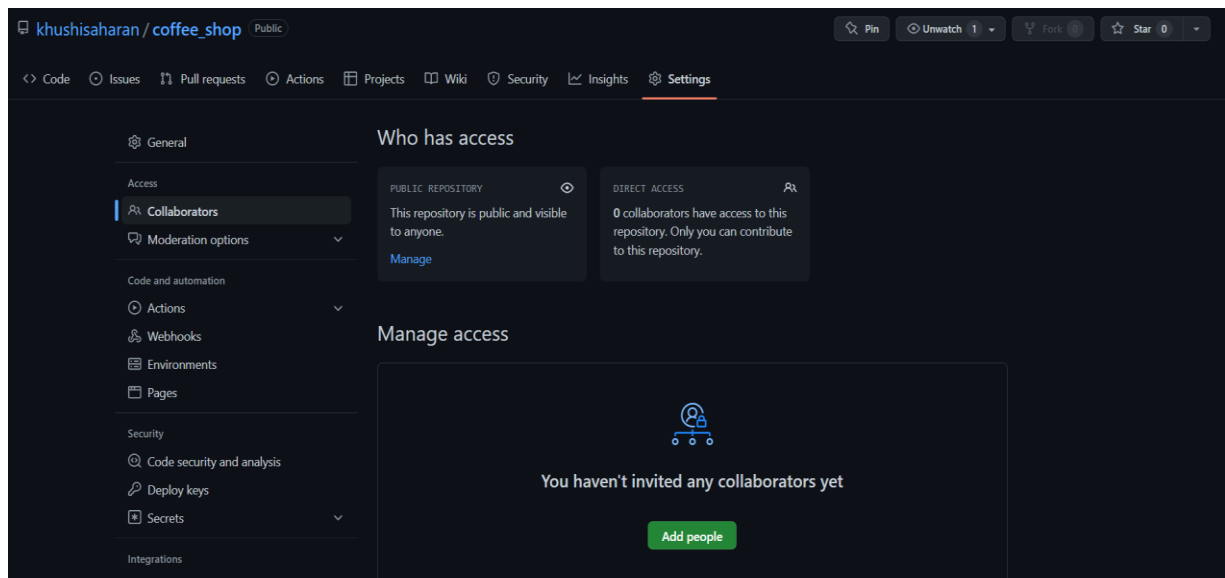 khushisaharan / coffee_shop Public
Pin Unwatch 1 Fork 0 Star 0
Code Issues Pull requests Actions Projects Wiki Security Insights Settings
General
Access
Collaborators
Moderation options
Code and automation
Actions
Webhooks
Environments
Pages
Security
Code security and analysis
Deploy keys
Secrets
Integrations
Who has access
PUBLIC REPOSITORY
This repository is public and visible
to anyone.
Manage
DIRECT ACCESS
0 collaborators have access to this
repository. Only you can contribute
to this repository.
Manage access
You haven't invited any collaborators yet
Add people